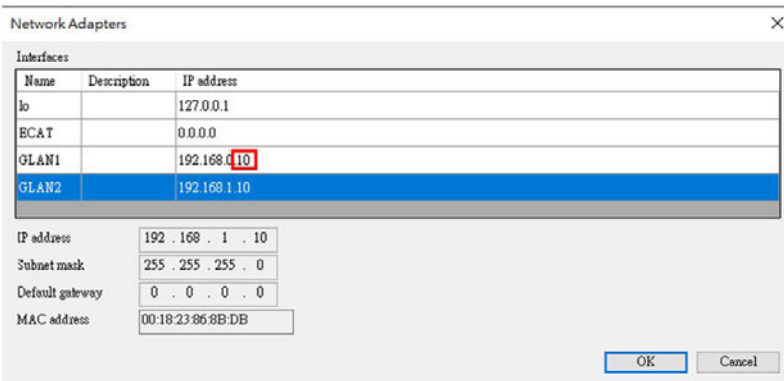 Network Adapters
Interfaces
Name Description IP address
lo 127.0.0.1
ECAT 0.0.0.0
GLAN1 192.168.0.10
GLAN2 192.168.1.10
IP address 192 . 168 . 1 . 10
Subnet mask 255 . 255 . 255 . 0
Default gateway 0 . 0 . 0 . 0
MAC address 00:18:23:86:8B:DB
OK Cancel